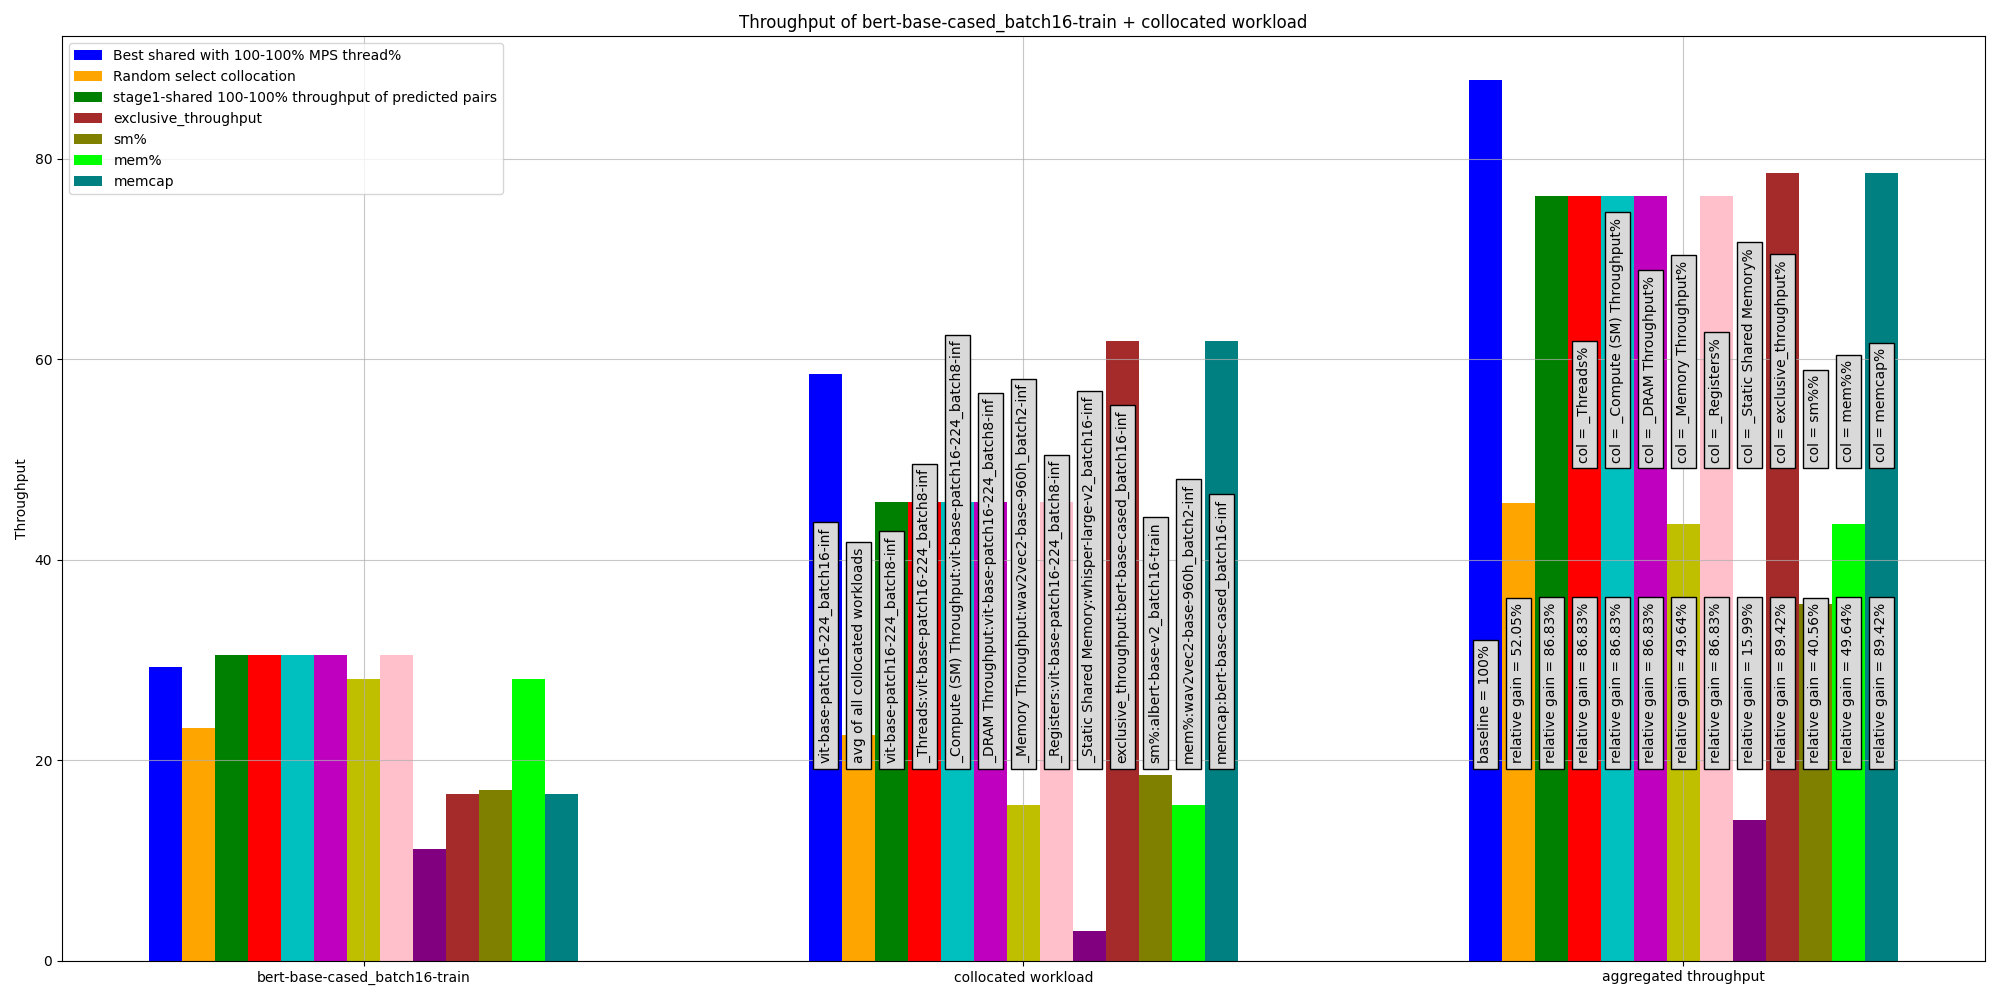 Throughput of bert-base-cased_batch16-train + collocated workload
Best shared with 100-100% MPS thread%
Random select collocation
stage1-shared 100-100% throughput of predicted pairs
exclusive_throughput
sm%
mem%
memcap
Throughput
80
60
40
20
0
vit-base-patch16-224_batch16-inf
avg of all collocated workloads
vit-base-patch16-224_batch8-inf
_Threads:vit-base-patch16-224_batch8-inf
_Compute (SM) Throughput:vit-base-patch16-224_batch8-inf
_DRAM Throughput:vit-base-patch16-224_batch8-inf
_Memory Throughput:wav2vec2-base-960h_batch2-inf
_Registers:vit-base-patch16-224_batch8-inf
_Static Shared Memory:whisper-large-v2_batch16-inf
exclusive_throughput:bert-base-cased_batch16-inf
sm%:albert-base-v2_batch16-train
mem%:wav2vec2-base-960h_batch2-inf
memcap:bert-base-cased_batch16-inf
col = _Threads%
col = _Compute (SM) Throughput%
col = _DRAM Throughput%
col = _Memory Throughput%
col = _Registers%
col = _Static Shared Memory%
col = exclusive_throughput%
col = sm%%
col = mem%%
col = memcap%
baseline = 100%
relative gain = 52.05%
relative gain = 86.83%
relative gain = 86.83%
relative gain = 86.83%
relative gain = 86.83%
relative gain = 49.64%
relative gain = 86.83%
relative gain = 15.99%
relative gain = 89.42%
relative gain = 40.56%
relative gain = 49.64%
relative gain = 89.42%
bert-base-cased_batch16-train
collocated workload
aggregated throughput